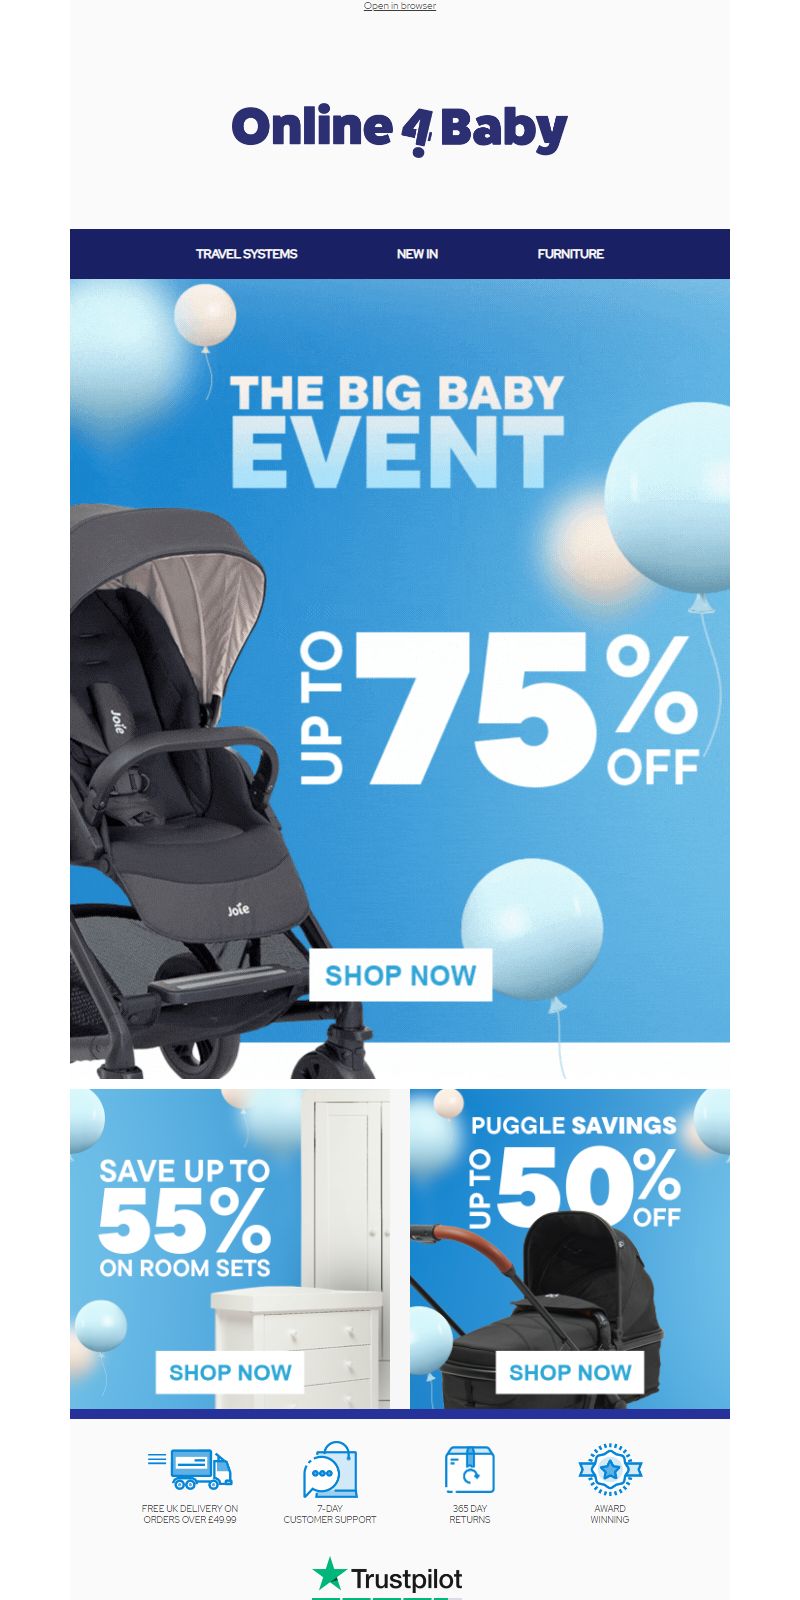 Open in browser
Online 4 Baby
TRAVEL SYSTEMS
NEW IN
FURNITURE
THE BIG BABY
EVENT
UP TO
75%
OFF
Joie
Joie
SHOP NOW
SAVE UP TO
55%
ON ROOM SETS
SHOP NOW
PUGGLE SAVINGS
UP TO
50%
OFF
SHOP NOW
FREE UK DELIVERY ON
ORDERS OVER £49.99
7-DAY
CUSTOMER SUPPORT
365 DAY
RETURNS
AWARD
WINNING
Trustpilot